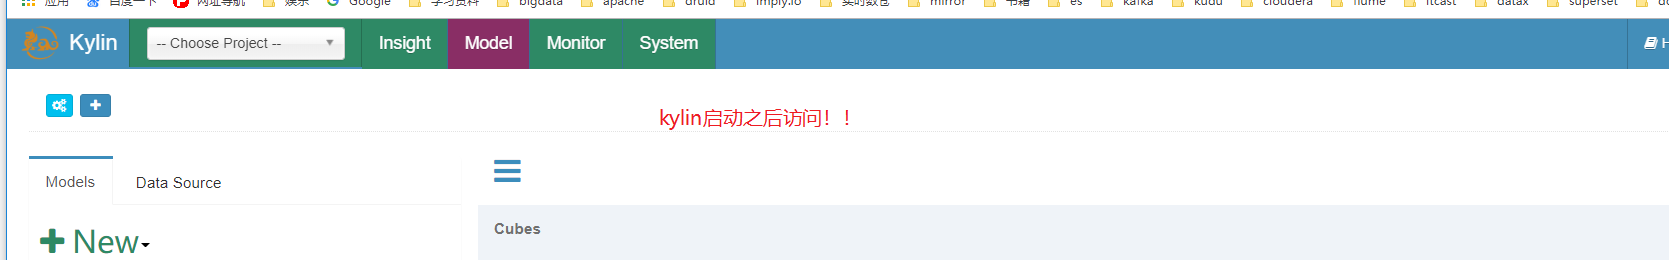 应用 百度一下 网址导航 娱乐 Google 学习资料 bigdata apache druid imply.io 实时数仓 mirror 书籍 es kafka kudu cloudera flume itcast datax superset
Kylin -- Choose Project -- Insight Model Monitor System
kylin启动之后访问！！
Models Data Source
New
Cubes